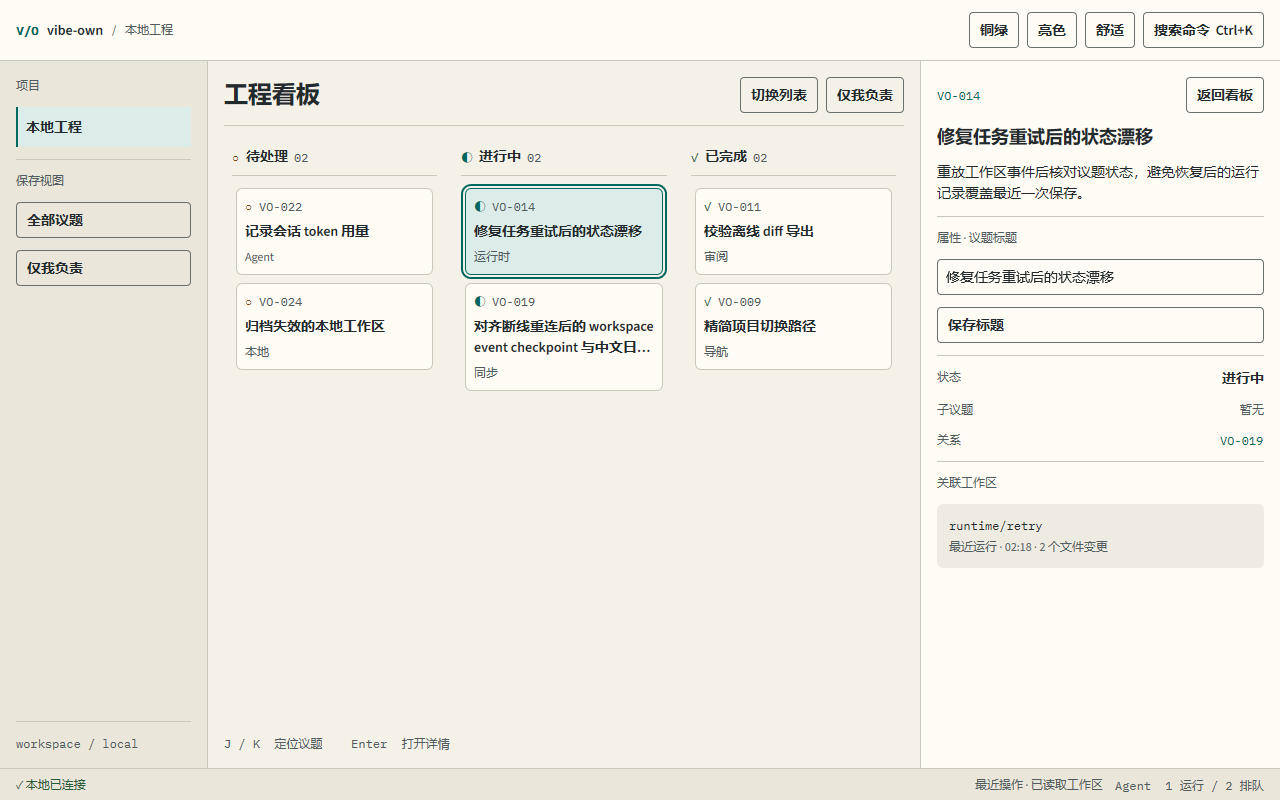 V/O vibe-own / 本地工程
铜绿
亮色
舒适
搜索命令 Ctrl+K
项目
本地工程
保存视图
全部议题
仅我负责
workspace / local
工程看板
切换列表
仅我负责
○ 待处理 02
○ VO-022
记录会话 token 用量
Agent
○ VO-024
归档失效的本地工作区
本地
◐ 进行中 02
◐ VO-014
修复任务重试后的状态漂移
运行时
◐ VO-019
对齐断线重连后的 workspace
event checkpoint 与中文日…
同步
√ 已完成 02
√ VO-011
校验离线 diff 导出
审阅
√ VO-009
精简项目切换路径
导航
J / K 定位议题 Enter 打开详情
VO-014
返回看板
修复任务重试后的状态漂移
重放工作区事件后核对议题状态，避免恢复后的运行
记录覆盖最近一次保存。
属性 · 议题标题
修复任务重试后的状态漂移
保存标题
状态 进行中
子议题 暂无
关系 VO-019
关联工作区
runtime/retry
最近运行 · 02:18 · 2 个文件变更
✓ 本地已连接
最近操作 · 已读取工作区 Agent 1 运行 / 2 排队